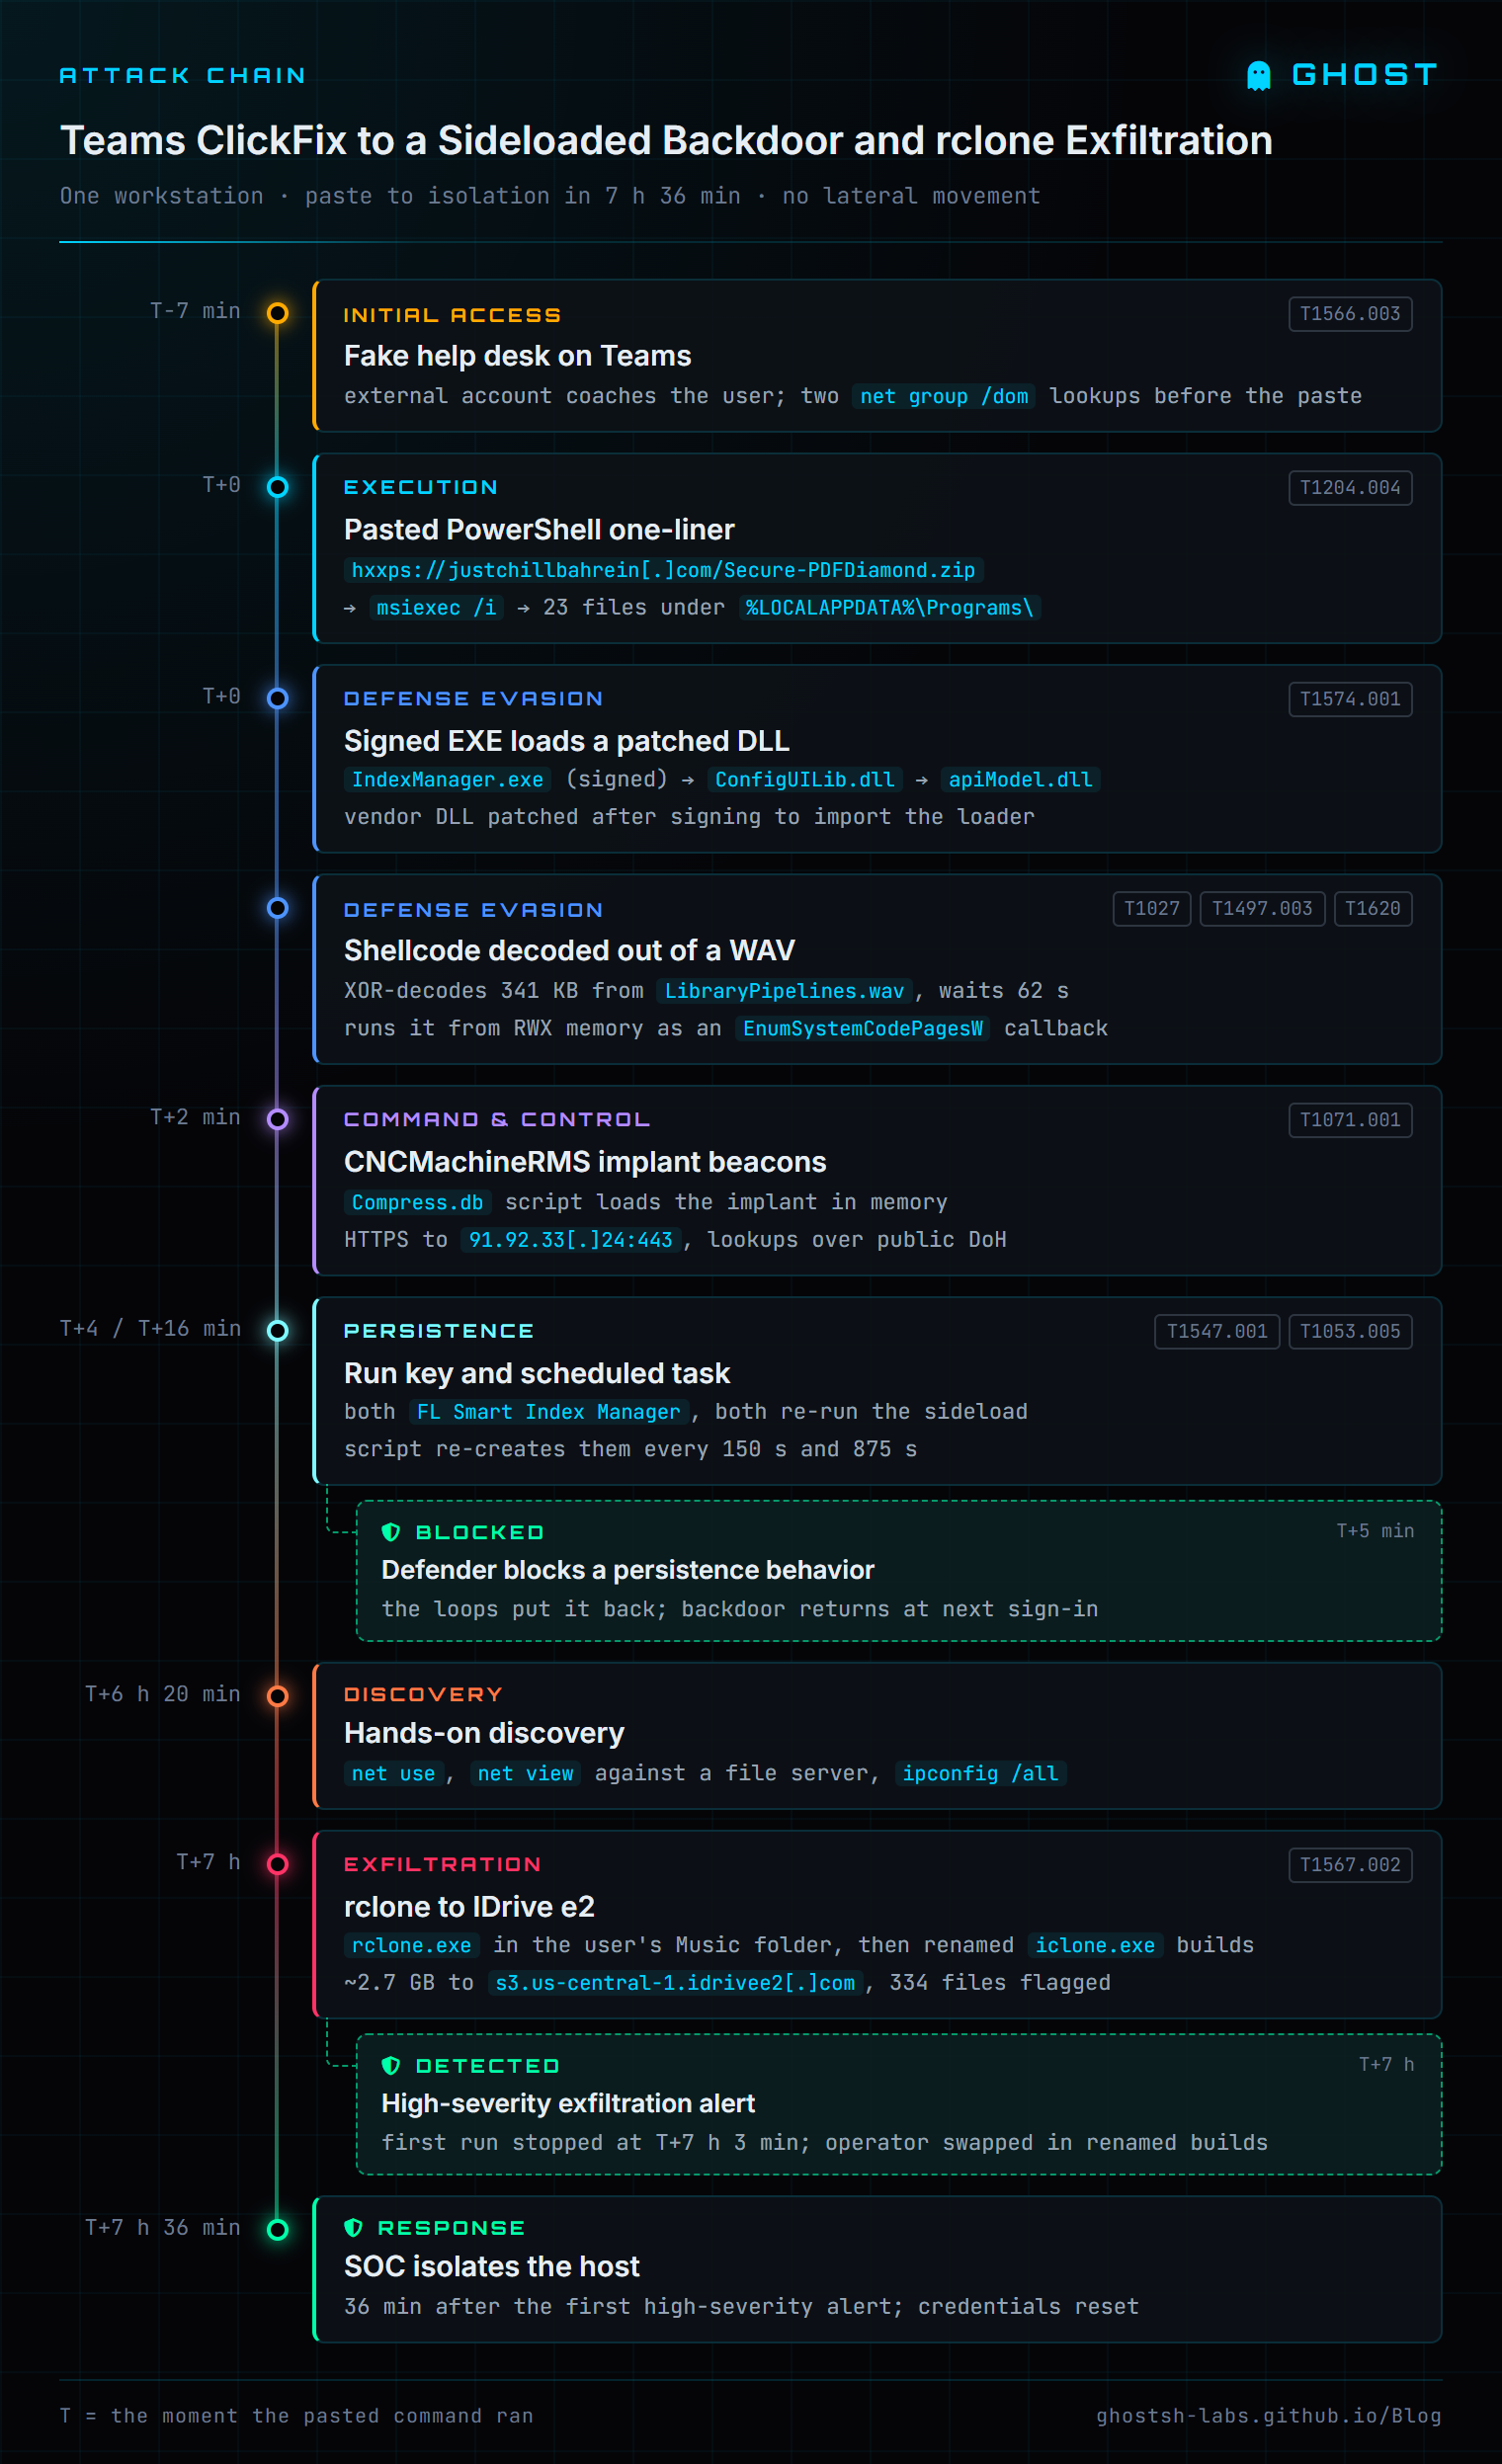 ATTACK CHAIN
GHOST
Teams ClickFix to a Sideloaded Backdoor and rclone Exfiltration
One workstation · paste to isolation in 7 h 36 min · no lateral movement
T-7 min
INITIAL ACCESS
T1566.003
Fake help desk on Teams
external account coaches the user; two net group /dom lookups before the paste
T+0
EXECUTION
T1204.004
Pasted PowerShell one-liner
hxxps://justchillbahrein[.]com/Secure-PDFDiamond.zip
→ msiexec /i → 23 files under %LOCALAPPDATA%\Programs\
T+0
DEFENSE EVASION
T1574.001
Signed EXE loads a patched DLL
IndexManager.exe (signed) → ConfigUILib.dll → apiModel.dll
vendor DLL patched after signing to import the loader
DEFENSE EVASION
T1027 T1497.003 T1620
Shellcode decoded out of a WAV
XOR-decodes 341 KB from LibraryPipelines.wav, waits 62 s
runs it from RWX memory as an EnumSystemCodePagesW callback
T+2 min
COMMAND & CONTROL
T1071.001
CNCMachineRMS implant beacons
Compress.db script loads the implant in memory
HTTPS to 91.92.33[.]24:443, lookups over public DoH
T+4 / T+16 min
PERSISTENCE
T1547.001 T1053.005
Run key and scheduled task
both FL Smart Index Manager, both re-run the sideload
script re-creates them every 150 s and 875 s
BLOCKED
T+5 min
Defender blocks a persistence behavior
the loops put it back; backdoor returns at next sign-in
T+6 h 20 min
DISCOVERY
Hands-on discovery
net use, net view against a file server, ipconfig /all
T+7 h
EXFILTRATION
T1567.002
rclone to IDrive e2
rclone.exe in the user's Music folder, then renamed iclone.exe builds
~2.7 GB to s3.us-central-1.idrivee2[.]com, 334 files flagged
DETECTED
T+7 h
High-severity exfiltration alert
first run stopped at T+7 h 3 min; operator swapped in renamed builds
T+7 h 36 min
RESPONSE
SOC isolates the host
36 min after the first high-severity alert; credentials reset
T = the moment the pasted command ran
ghostsh-labs.github.io/Blog